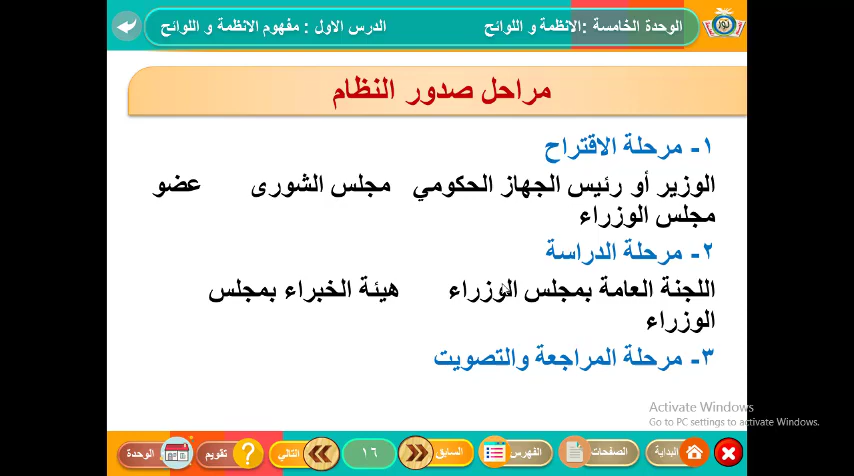 الوحدة الخامسة :الانظمة و اللوائح
الدرس الاول : مفهوم الانظمة و اللوائح
نور
مراحل صدور النظام
١- مرحلة الاقتراح
الوزير أو رئيس الجهاز الحكومي مجلس الشورى عضو
مجلس الوزراء
٢- مرحلة الدراسة
اللجنة العامة بمجلس الوزراء هيئة الخبراء بمجلس
الوزراء
٣- مرحلة المراجعة والتصويت
Activate Windows
Go to PC settings to activate Windows.
البداية
الصفحات
الفهرس
السابق
١٦
التالي
تقويم
الوحدة